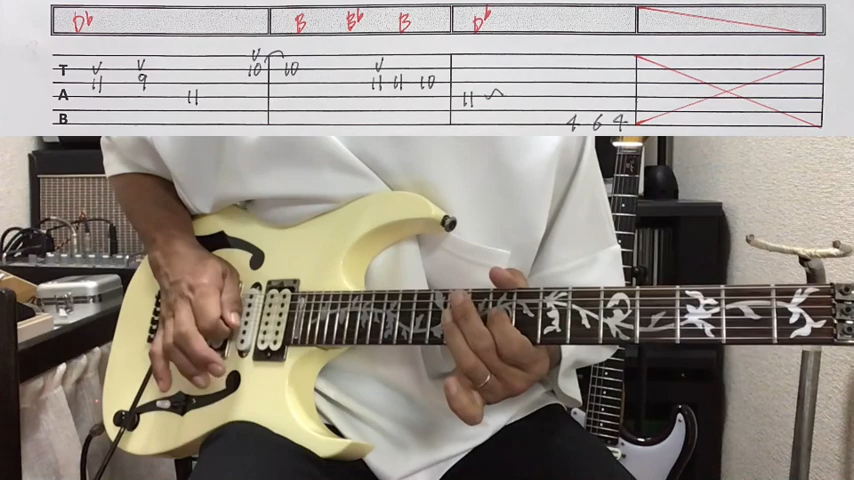 D♭ B B♭ B D♭
V V V V
T 10 10
11 9 11 11 10
A 11 11
B 4 6 4